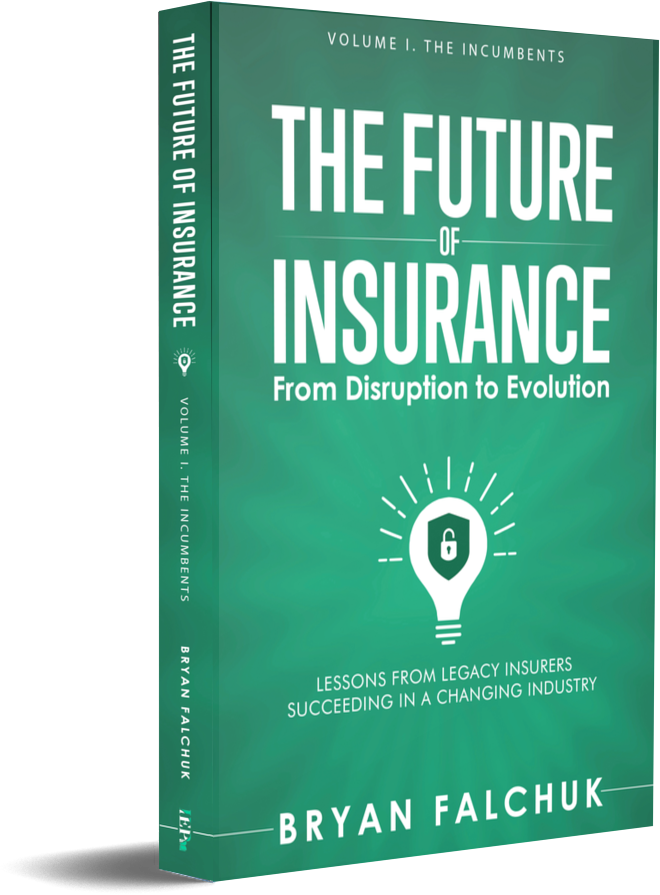 VOLUME I. THE INCUMBENTS
THE FUTURE
OF
INSURANCE
From Disruption to Evolution
LESSONS FROM LEGACY INSURERS
SUCCEEDING IN A CHANGING INDUSTRY
BRYAN FALCHUK
THE FUTURE OF INSURANCE
VOLUME I. THE INCUMBENTS
BRYAN FALCHUK